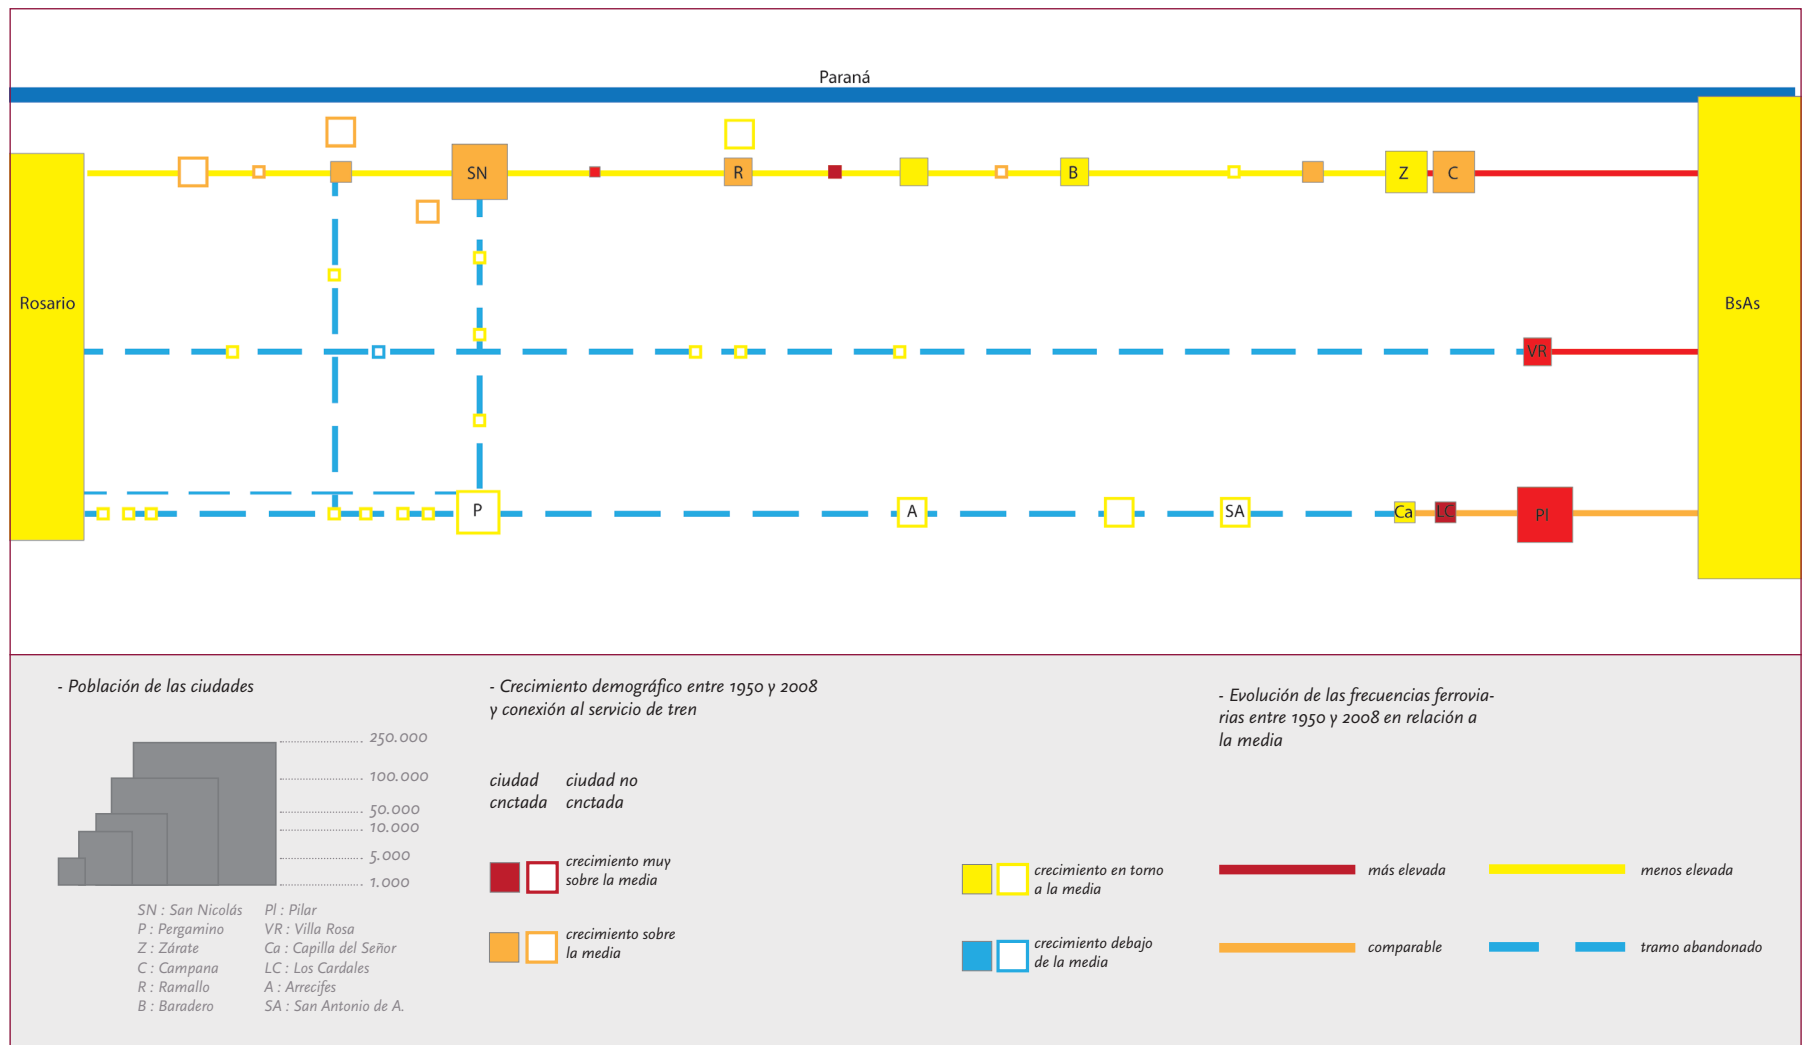 Paraná
SN
R
B
Z
C
Rosario
BsAs
VR
P
A
SA
Ca
LC
Pl
- Población de las ciudades
250.000
100.000
50.000
10.000
5.000
1.000
SN : San Nicolás
P : Pergamino
Z : Zárate
C : Campana
R : Ramallo
B : Baradero
Pl : Pilar
VR : Villa Rosa
Ca : Capilla del Señor
LC : Los Cardales
A : Arrecifes
SA : San Antonio de A.
- Crecimiento demográfico entre 1950 y 2008
y conexión al servicio de tren
ciudad
cnctada
ciudad no
cnctada
crecimiento muy
sobre la media
crecimiento sobre
la media
crecimiento en torno
a la media
crecimiento debajo
de la media
- Evolución de las frecuencias ferrovia-
rias entre 1950 y 2008 en relación a
la media
más elevada
menos elevada
comparable
tramo abandonado